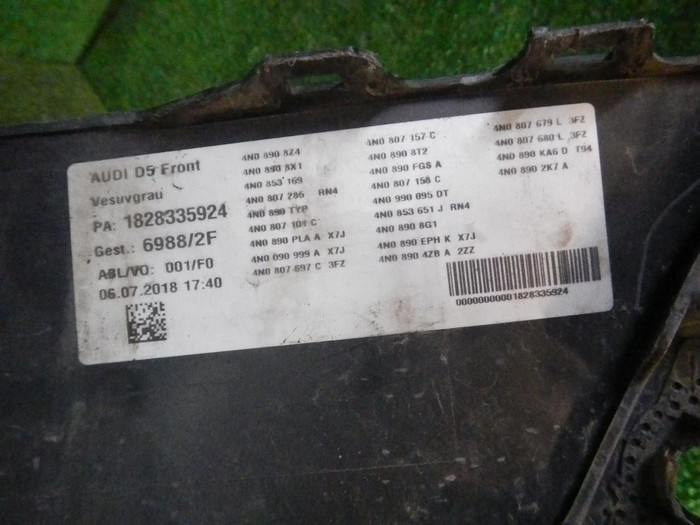 AUDI D5 Front
Vesuvgrau
PA: 1828335924
Gest.: 6988/2F
ABL/VO: 001/F0
06.07.2018 17:40
4N0 890 8Z4
4N0 890 8X1
4N0 853 169
4N0 807 286 RN4
4N0 890 TYP
4N0 807 101 C
4N0 890 PLA A X7J
4N0 090 999 A X7J
4N0 807 697 C 3FZ
4N0 807 157 C
4N0 890 8T2
4N0 890 FGS A
4N0 807 158 C
4N0 990 095 DT
4N0 853 651 J RN4
4N0 890 8G1
4N0 890 EPH K X7J
4N0 890 4ZB A 2ZZ
4N0 807 679 L 3FZ
4N0 807 680 L 3FZ
4N0 890 KA6 D T94
4N0 890 2K7 A
00000000001828335924